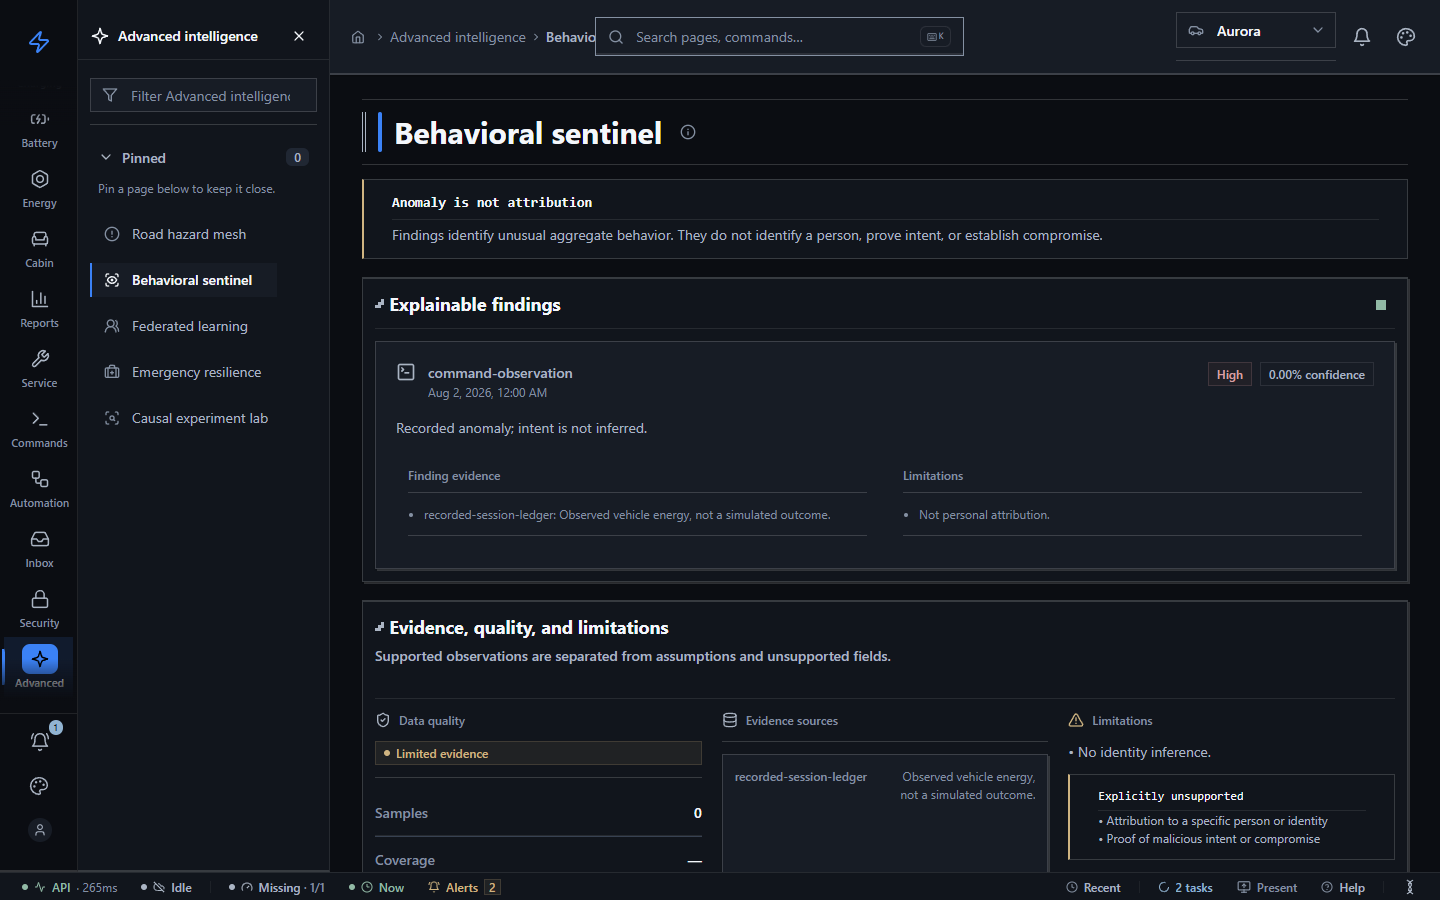 Battery
Energy
Cabin
Reports
Service
Commands
Automation
Inbox
Security
Advanced
1
Advanced intelligence
Filter Advanced intelligenc
Pinned
0
Pin a page below to keep it close.
Road hazard mesh
Behavioral sentinel
Federated learning
Emergency resilience
Causal experiment lab
Advanced intelligence
Behavio
Search pages, commands...
K
Aurora
Behavioral sentinel
Anomaly is not attribution
Findings identify unusual aggregate behavior. They do not identify a person, prove intent, or establish compromise.
Explainable findings
command-observation
Aug 2, 2026, 12:00 AM
High
0.00% confidence
Recorded anomaly; intent is not inferred.
Finding evidence
• recorded-session-ledger: Observed vehicle energy, not a simulated outcome.
Limitations
• Not personal attribution.
Evidence, quality, and limitations
Supported observations are separated from assumptions and unsupported fields.
Data quality
Limited evidence
Samples 0
Coverage —
Evidence sources
recorded-session-ledger
Observed vehicle energy,
not a simulated outcome.
Limitations
• No identity inference.
Explicitly unsupported
• Attribution to a specific person or identity
• Proof of malicious intent or compromise
API · 265ms
Idle
Missing · 1/1
Now
Alerts 2
Recent
2 tasks
Present
Help